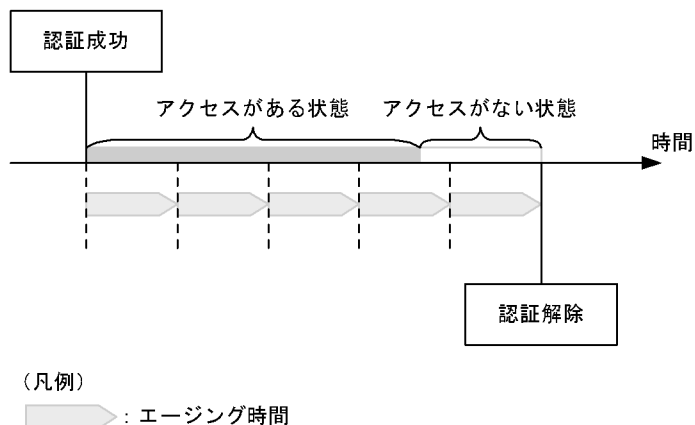 認証成功
アクセスがある状態
アクセスがない状態
時間
認証解除
(凡例)
：エージング時間